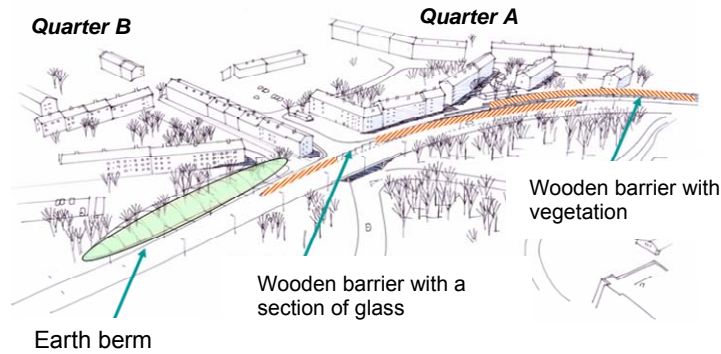 Quarter B
Quarter A
Wooden barrier with
vegetation
Wooden barrier with a
section of glass
Earth berm